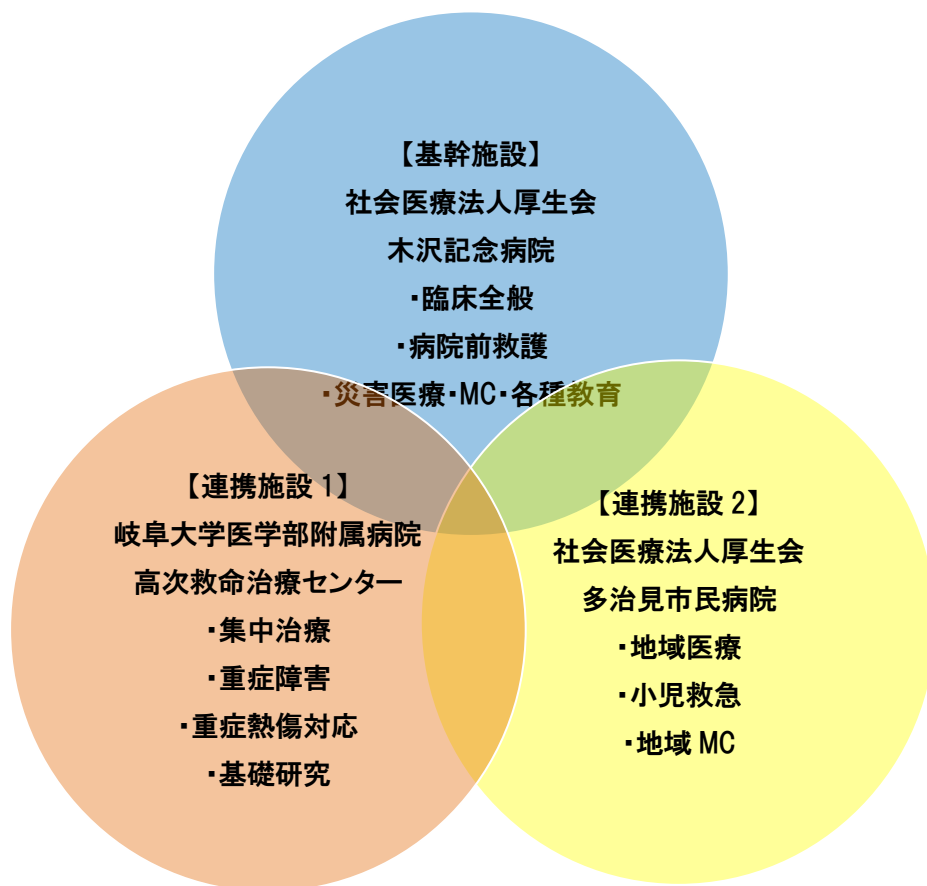 【基幹施設】
社会医療法人厚生会
木沢記念病院
・臨床全般
・病院前救護
・災害医療・MC・各種教育
【連携施設 1】
岐阜大学医学部附属病院
高次救命治療センター
・集中治療
・重症障害
・重症熱傷対応
・基礎研究
【連携施設 2】
社会医療法人厚生会
多治見市民病院
・地域医療
・小児救急
・地域 MC